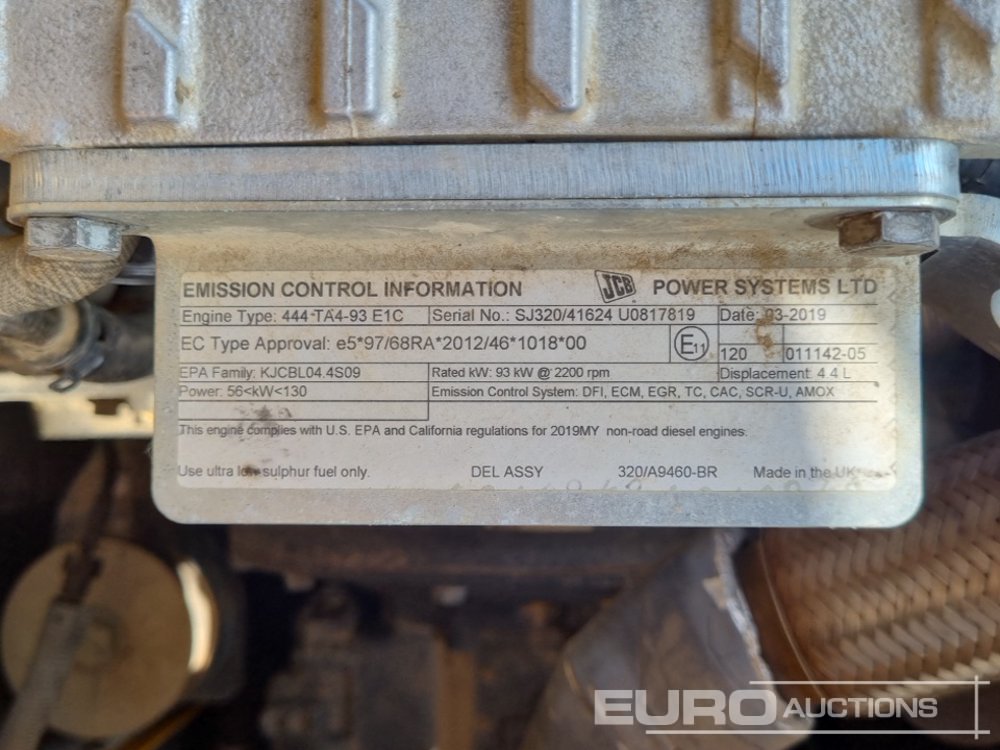 EMISSION CONTROL INFORMATION JCB POWER SYSTEMS LTD
Engine Type: 444-TA4-93 E1C Serial No.: SJ320/41624 U0817819 Date: 03-2019
EC Type Approval: e5*97/68RA*2012/46*1018*00 E11 120 011142-05
EPA Family: KJCBL04.4S09 Rated kW: 93 kW @ 2200 rpm Displacement: 4.4 L
Power: 56<kW<130 Emission Control System: DFI, ECM, EGR, TC, CAC, SCR-U, AMOX
This engine complies with U.S. EPA and California regulations for 2019MY non-road diesel engines.
Use ultra low sulphur fuel only. DEL ASSY 320/A9460-BR Made in the UK
EURO AUCTIONS